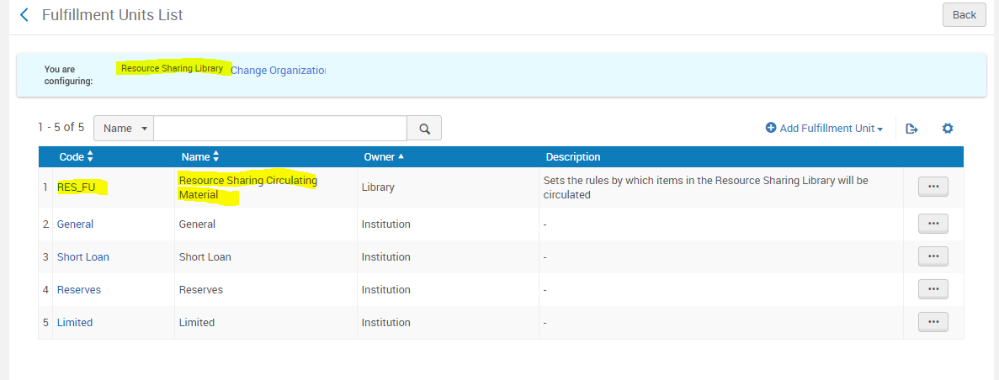 Fulfillment Units List
Back
You are
configuring:
Resource Sharing Library
Change Organization
1 - 5 of 5
Name
Add Fulfillment Unit
Code
Name
Owner
Description
1
RES_FU
Resource Sharing Circulating
Material
Library
Sets the rules by which items in the Resource Sharing Library will be
circulated
2
General
General
Institution
-
3
Short Loan
Short Loan
Institution
-
4
Reserves
Reserves
Institution
-
5
Limited
Limited
Institution
-